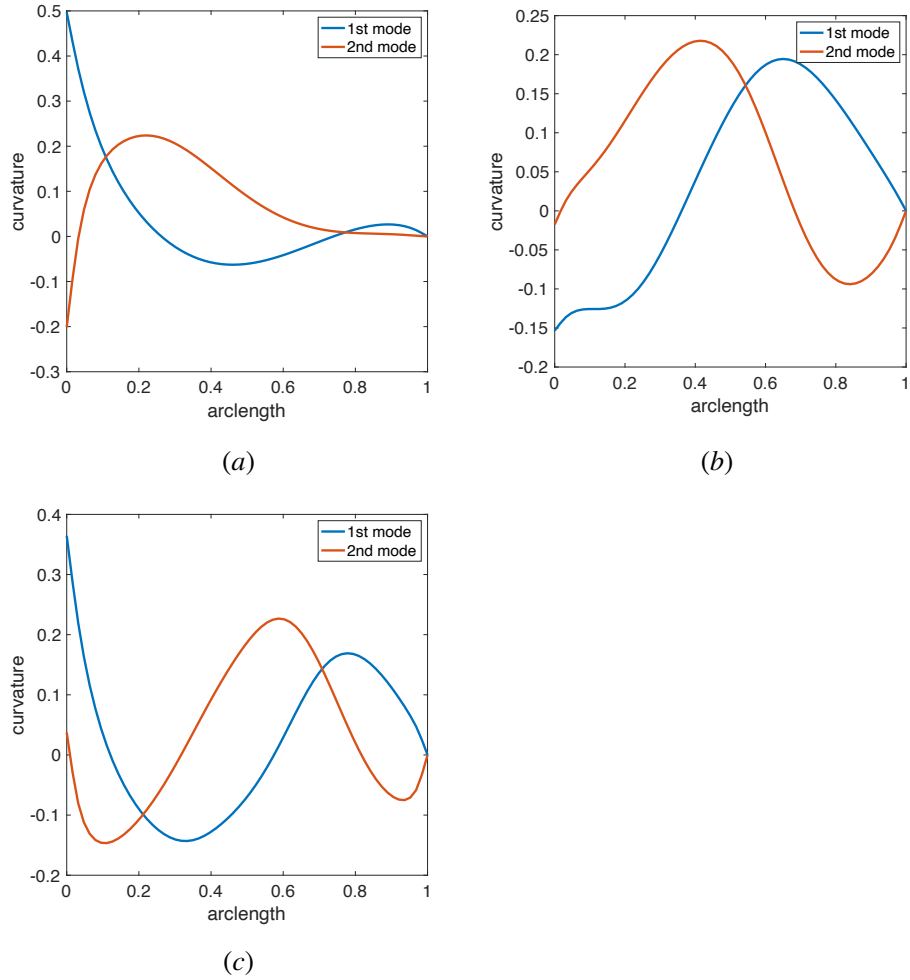 0.5
0.4
0.3
0.2
0.1
0
-0.1
-0.2
-0.3
curvature
0 0.2 0.4 0.6 0.8 1
arclength
1st mode
2nd mode
(a)
0.25
0.2
0.15
0.1
0.05
0
-0.05
-0.1
-0.15
-0.2
curvature
0 0.2 0.4 0.6 0.8 1
arclength
1st mode
2nd mode
(b)
0.4
0.3
0.2
0.1
0
-0.1
-0.2
curvature
0 0.2 0.4 0.6 0.8 1
arclength
1st mode
2nd mode
(c)